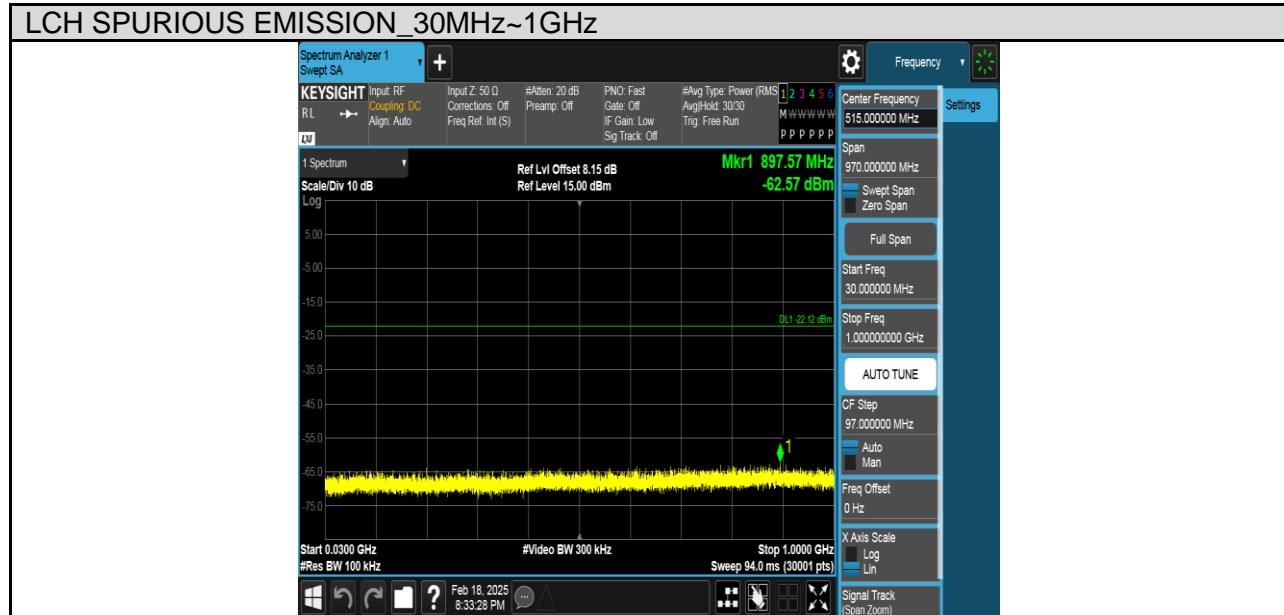 LCH SPURIOUS EMISSION_30MHz~1GHz
Spectrum Analyzer 1
Swept SA
+
Frequency
KEYSIGHT
R L
LXI
Input: RF
Coupling: DC
Align: Auto
Input Z: 50 Ω
Corrections: Off
Freq Ref: Int (S)
#Atten: 20 dB
Preamp: Off
PNO: Fast
Gate: Off
IF Gain: Low
Sig Track: Off
#Avg Type: Power (RMS
Avg|Hold: 30/30
Trig: Free Run
1 2 3 4 5 6
M W W W W W
P P P P P P
1 Spectrum
Scale/Div 10 dB
Log
Ref Lvl Offset 8.15 dB
Ref Level 15.00 dBm
Mkr1 897.57 MHz
-62.57 dBm
5.00
-5.00
-15.0
DL1 -22.12 dBm
-25.0
-35.0
-45.0
-55.0
1
-65.0
-75.0
Start 0.0300 GHz
#Res BW 100 kHz
#Video BW 300 kHz
Stop 1.0000 GHz
Sweep 94.0 ms (30001 pts)
?
Feb 18, 2025
8:33:28 PM
Center Frequency
515.000000 MHz
Settings
Span
970.000000 MHz
Swept Span
Zero Span
Full Span
Start Freq
30.000000 MHz
Stop Freq
1.000000000 GHz
AUTO TUNE
CF Step
97.000000 MHz
Auto
Man
Freq Offset
0 Hz
X Axis Scale
Log
Lin
Signal Track
(Span Zoom)